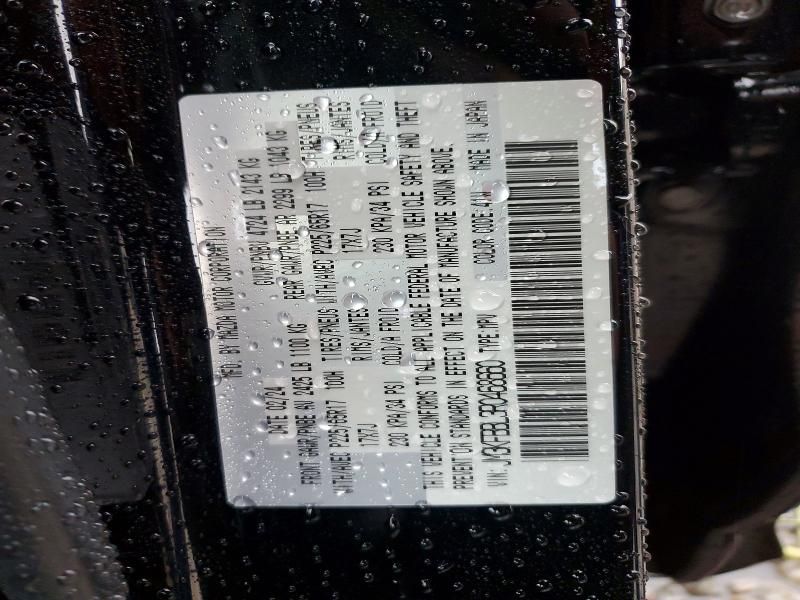 MFD. BY MAZDA MOTOR CORPORATION
DATE 02/24 GVWR/PNBV 4724 LB 2143 KG
FRONT GAWR/PNBE AV 2425 LB 1100 KG REAR GAWR/PNBE AR 2299 LB 1040 KG
TIRES/PNEUS TIRES/PNEUS
WITH/AVEC P225/65R17 100H WITH/AVEC P225/65R17 100H
RIMS/JANTES RIMS/JANTES
17X7J 17X7J
COLD/A FROID COLD/A FROID
230 KPA/34 PSI 230 KPA/34 PSI
THIS VEHICLE CONFORMS TO ALL APPLICABLE FEDERAL MOTOR VEHICLE SAFETY AND THEFT
PREVENTION STANDARDS IN EFFECT ON THE DATE OF MANUFACTURE SHOWN ABOVE.
COLOR CODE: 41W MADE IN JAPAN
VIN: TYPE:MPV